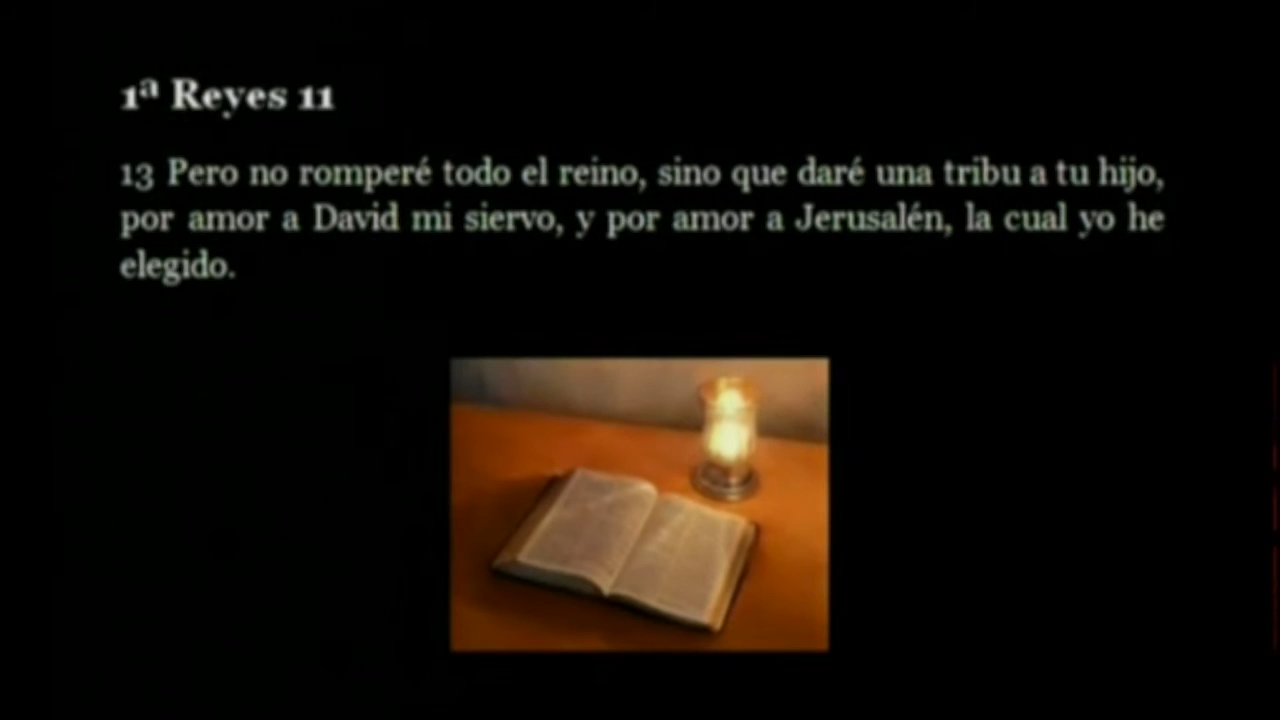 1ª Reyes 11
13 Pero no romperé todo el reino, sino que daré una tribu a tu hijo,
por amor a David mi siervo, y por amor a Jerusalén, la cual yo he
elegido.